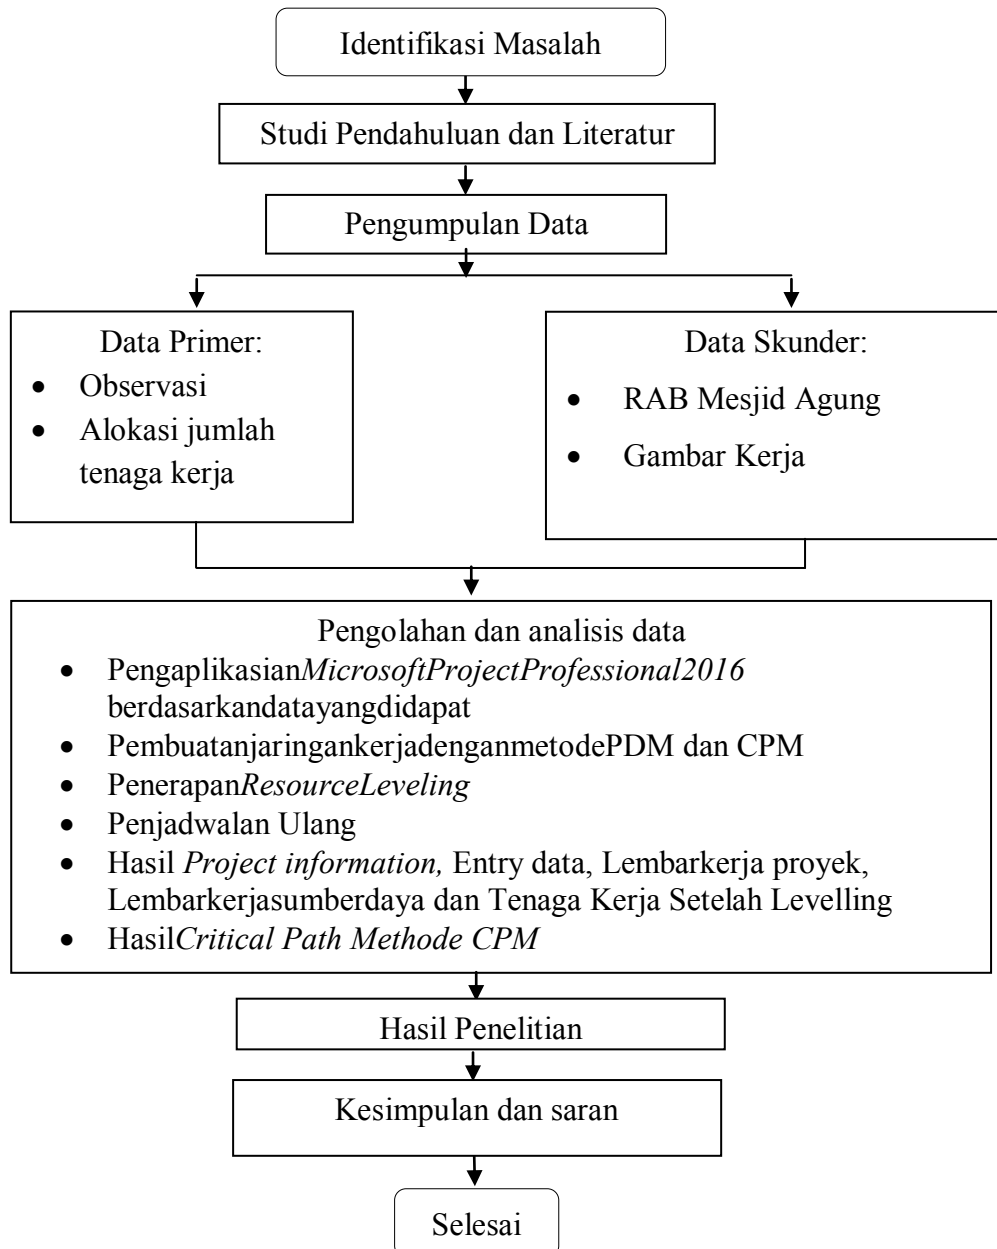 Identifikasi Masalah
Studi Pendahuluan dan Literatur
Pengumpulan Data
Data Primer:
• Observasi
• Alokasi jumlah
tenaga kerja
Data Skunder:
• RAB Mesjid Agung
• Gambar Kerja
Pengolahan dan analisis data
• PengaplikasianMicrosoftProjectProfessional2016
berdasarkandatayangdidapat
• PembuatanjaringankerjadenganmetodePDM dan CPM
• PenerapanResourceLeveling
• Penjadwalan Ulang
• Hasil Project information, Entry data, Lembarkerja proyek,
Lembarkerjasumberdaya dan Tenaga Kerja Setelah Levelling
• HasilCritical Path Methode CPM
Hasil Penelitian
Kesimpulan dan saran
Selesai